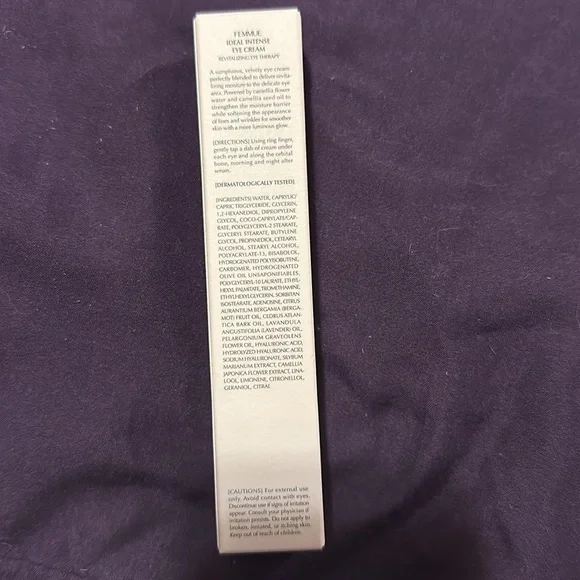 FEMMUE
IDEAL INTENSE
EYE CREAM
REVITALIZING EYE THERAPY
A sumptuous, velvety eye cream
perfectly blended to deliver revita-
lizing moisture to the delicate eye
area. Powered by camellia flower
water and camellia seed oil to
strengthen the moisture barrier
while softening the appearance
of lines and wrinkles for smoother
skin with a more luminous glow.
[DIRECTIONS] Using ring finger,
gently tap a dab of cream under
each eye and along the orbital
bone, morning and night after
serum.
[DERMATOLOGICALLY TESTED]
[INGREDIENTS] WATER, CAPRYLIC/
CAPRIC TRIGLYCERIDE, GLYCERIN,
1,2-HEXANEDIOL, DIPROPYLENE
GLYCOL, COCO-CAPRYLATE/CAP-
RATE, POLYGLYCERYL-2 STEARATE,
GLYCERYL STEARATE, BUTYLENE
GLYCOL, PROPANEDIOL, CETEARYL
ALCOHOL, STEARYL ALCOHOL,
POLYACRYLATE-13, BISABOLOL,
HYDROGENATED POLYISOBUTENE,
CARBOMER, HYDROGENATED
OLIVE OIL UNSAPONIFIABLES,
POLYGLYCERYL-10 LAURATE, ETHYL-
HEXYL PALMITATE, TROMETHAMINE,
ETHYLHEXYLGLYCERIN, SORBITAN
ISOSTEARATE, ADENOSINE, CITRUS
AURANTIUM BERGAMIA (BERGA-
MOT) FRUIT OIL, CEDRUS ATLAN-
TICA BARK OIL, LAVANDULA
ANGUSTIFOLIA (LAVENDER) OIL,
PELARGONIUM GRAVEOLENS
FLOWER OIL, HYALURONIC ACID,
HYDROLYZED HYALURONIC ACID,
SODIUM HYALURONATE, SILYBUM
MARIANUM EXTRACT, CAMELLIA
JAPONICA FLOWER EXTRACT, LINA-
LOOL, LIMONENE, CITRONELLOL,
GERANIOL, CITRAL
[CAUTIONS] For external use
only. Avoid contact with eyes.
Discontinue use if signs of irritation
appear. Consult your physician if
irritation persists. Do not apply to
broken, irritated, or itching skin.
Keep out of reach of children.